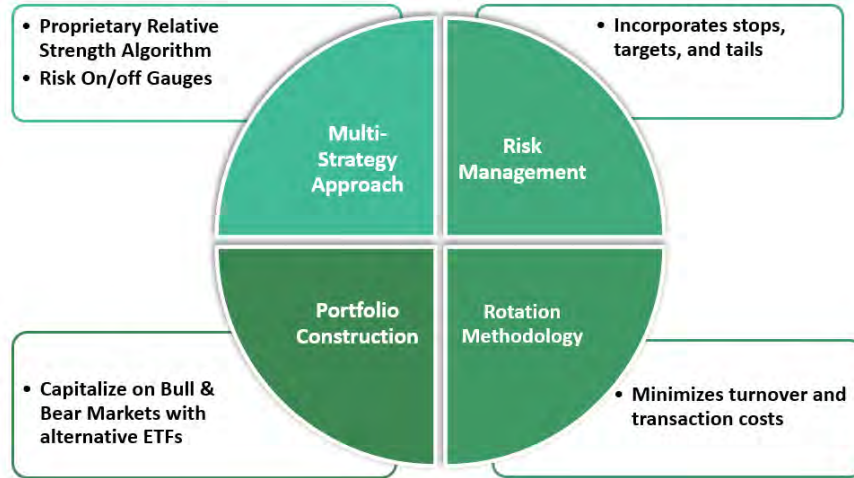 • Proprietary Relative
Strength Algorithm
• Risk On/off Gauges
• Incorporates stops,
targets, and tails
Multi-
Strategy
Approach
Risk
Management
Portfolio
Construction
Rotation
Methodology
• Capitalize on Bull &
Bear Markets with
alternative ETFs
• Minimizes turnover and
transaction costs